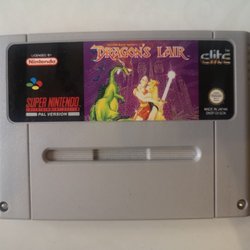 LICENSED BY
Nintendo
DRAGON'S LAIR
elite
SUPER NINTENDO
ENTERTAINMENT SYSTEM
PAL VERSION
MADE IN JAPAN